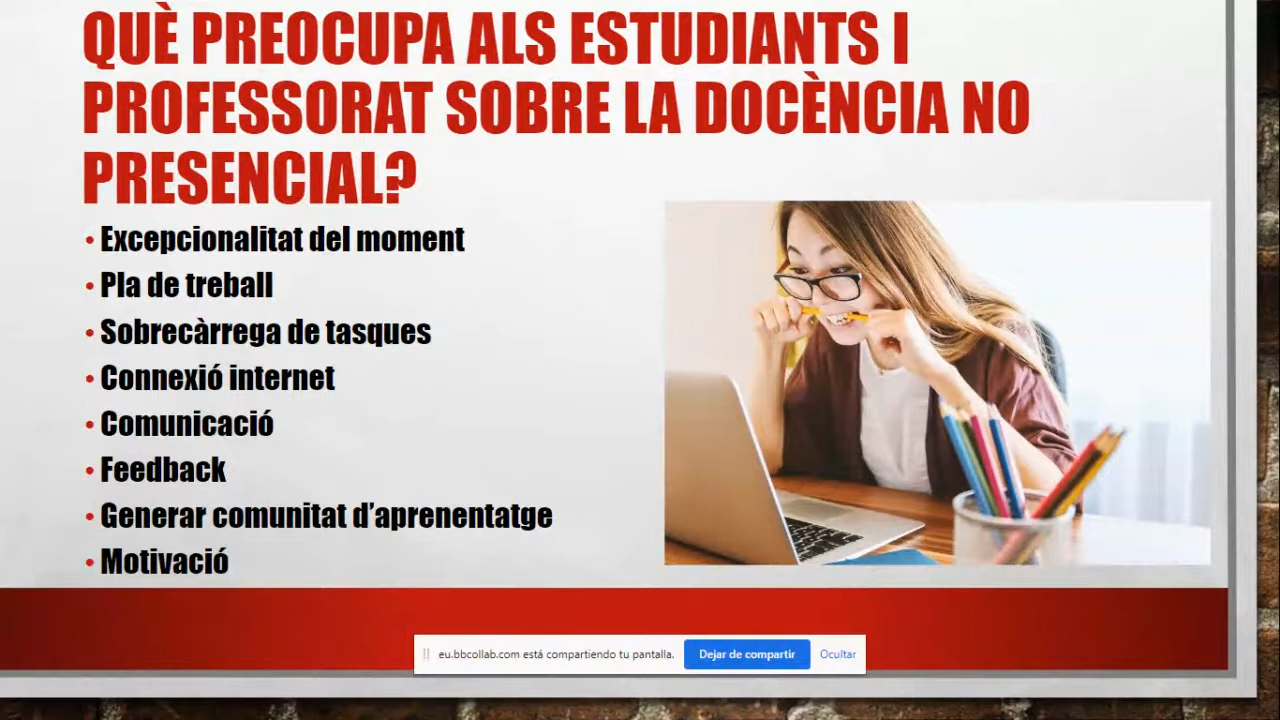 QUÈ PREOCUPA ALS ESTUDIANTS I
PROFESSORAT SOBRE LA DOCÈNCIA NO
PRESENCIAL?
• Excepcionalitat del moment
• Pla de treball
• Sobrecàrrega de tasques
• Connexió internet
• Comunicació
• Feedback
• Generar comunitat d’aprenentatge
• Motivació
eu.bbcollab.com está compartiendo tu pantalla. Dejar de compartir Ocultar